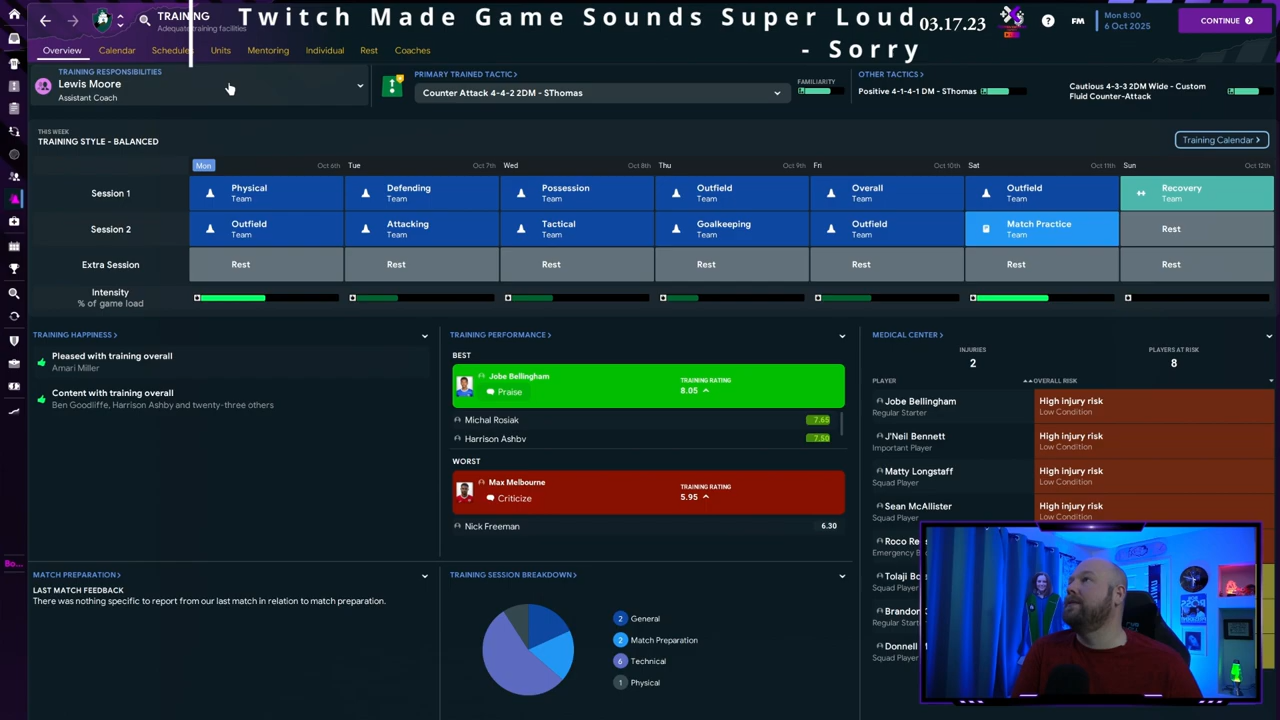 TRAINING
Adequate training facilities
Twitch Made Game Sounds Super Loud
- Sorry
03.17.23
FM
Mon 8:00
6 Oct 2025
CONTINUE
Overview
Calendar
Schedules
Units
Mentoring
Individual
Rest
Coaches
TRAINING RESPONSIBILITIES
Lewis Moore
Assistant Coach
PRIMARY TRAINED TACTIC >
Counter Attack 4-4-2 DM - SThomas
FAMILIARITY
OTHER TACTICS >
Positive 4-1-4-1 DM - SThomas
Cautious 4-3-3 2DM Wide - Custom
Fluid Counter-Attack
THIS WEEK
TRAINING STYLE - BALANCED
Training Calendar >
Mon Oct 6th Tue Oct 7th Wed Oct 8th Thu Oct 9th Fri Oct 10th Sat Oct 11th Sun Oct 12th
Session 1
Physical
Team
Defending
Team
Possession
Team
Outfield
Team
Overall
Team
Outfield
Team
Recovery
Team
Session 2
Outfield
Team
Attacking
Team
Tactical
Team
Goalkeeping
Team
Outfield
Team
Match Practice
Team
Rest
Extra Session
Rest Rest Rest Rest Rest Rest Rest
Intensity
% of game load
TRAINING HAPPINESS >
Pleased with training overall
Amari Miller
Content with training overall
Ben Goodliffe, Harrison Ashby and twenty-three others
TRAINING PERFORMANCE >
BEST
Jobe Bellingham
Praise
TRAINING RATING
8.05
Michal Rosiak 7.65
Harrison Ashby 7.50
WORST
Max Melbourne
Criticize
TRAINING RATING
5.95
Nick Freeman 6.30
MEDICAL CENTER >
INJURIES
2
PLAYERS AT RISK
8
PLAYER
OVERALL RISK
Jobe Bellingham
Regular Starter
High injury risk
Low Condition
J'Neil Bennett
Important Player
High injury risk
Low Condition
Matty Longstaff
Squad Player
High injury risk
Low Condition
Sean McAllister
Squad Player
High injury risk
Low Condition
Roco Re
Emergency B
Tolaji Bo
Squad Player
Brandon
Regular Star
Donnell
Squad Player
MATCH PREPARATION >
LAST MATCH FEEDBACK
There was nothing specific to report from our last match in relation to match preparation.
TRAINING SESSION BREAKDOWN >
2 General
2 Match Preparation
6 Technical
1 Physical
Bo...